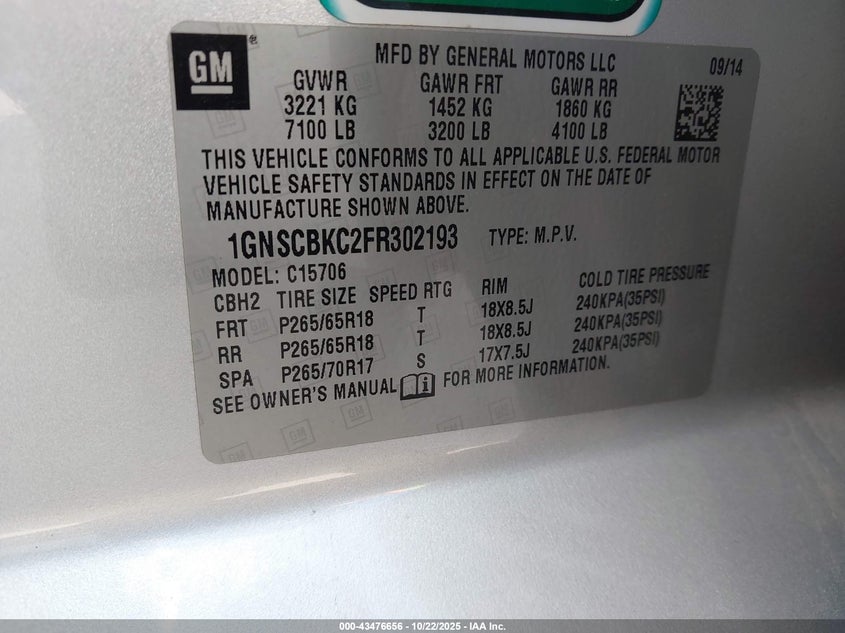 GM ®
MFD BY GENERAL MOTORS LLC 09/14
GVWR GAWR FRT GAWR RR
3221 KG 1452 KG 1860 KG
7100 LB 3200 LB 4100 LB
THIS VEHICLE CONFORMS TO ALL APPLICABLE U.S. FEDERAL MOTOR
VEHICLE SAFETY STANDARDS IN EFFECT ON THE DATE OF
MANUFACTURE SHOWN ABOVE.
1GNSCBKC2FR302193 TYPE: M.P.V.
MODEL: C15706
CBH2 TIRE SIZE SPEED RTG RIM COLD TIRE PRESSURE
FRT P265/65R18 T 18X8.5J 240KPA(35PSI)
RR P265/65R18 T 18X8.5J 240KPA(35PSI)
SPA P265/70R17 S 17X7.5J 240KPA(35PSI)
SEE OWNER'S MANUAL FOR MORE INFORMATION.
000-43476656 - 10/22/2025 - IAA Inc.